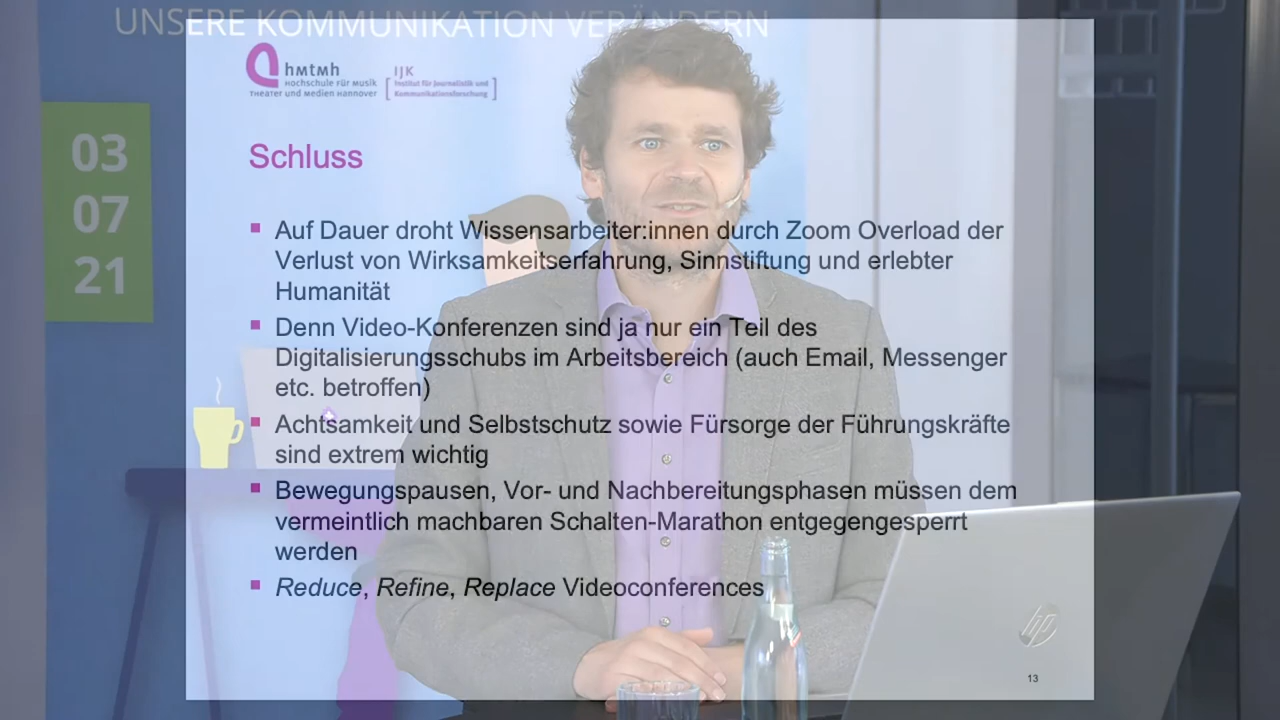 UNSERE KOMMUNIKATION VERÄNDERN
hmtmh
Hochschule für Musik
Theater und Medien Hannover
IJK
Institut für Journalistik und
Kommunikationsforschung
03
07
21
Schluss
Auf Dauer droht Wissensarbeiter:innen durch Zoom Overload der
Verlust von Wirksamkeitserfahrung, Sinnstiftung und erlebter
Humanität
Denn Video-Konferenzen sind ja nur ein Teil des
Digitalisierungsschubs im Arbeitsbereich (auch Email, Messenger
etc. betroffen)
Achtsamkeit und Selbstschutz sowie Fürsorge der Führungskräfte
sind extrem wichtig
Bewegungspausen, Vor- und Nachbereitungsphasen müssen dem
vermeintlich machbaren Schalten-Marathon entgegengesperrt
werden
Reduce, Refine, Replace Videoconferences
hp
13